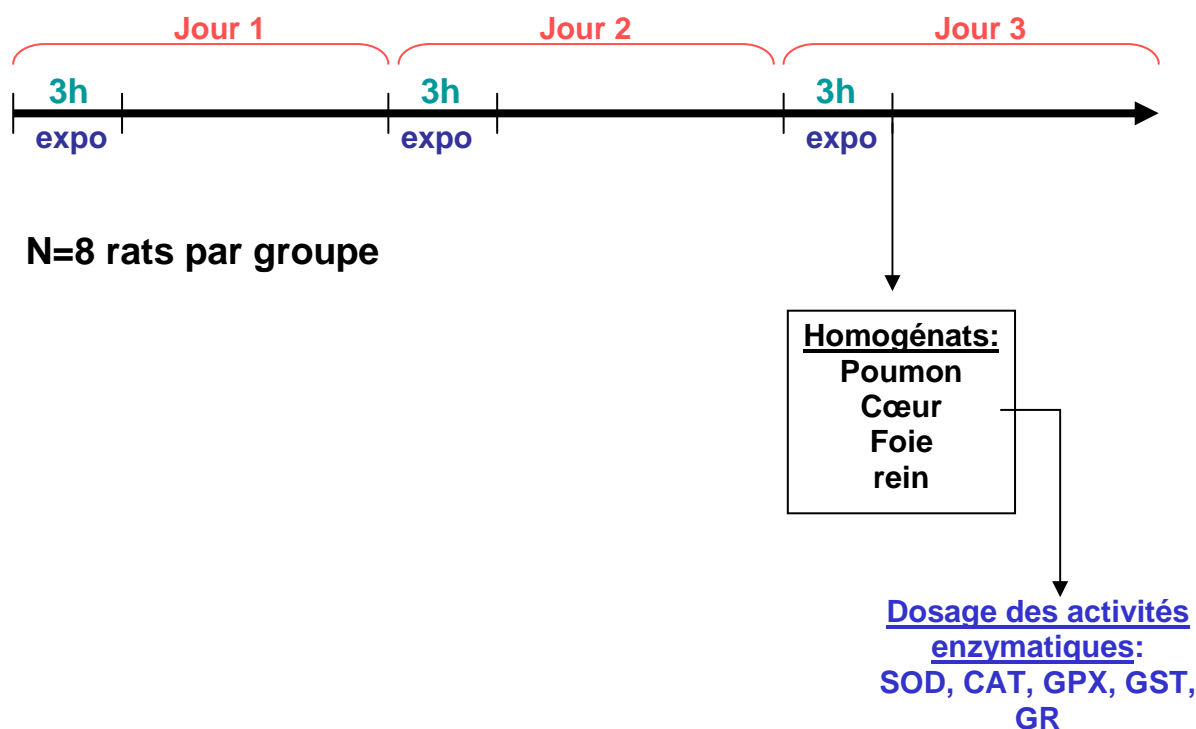 Jour 1 Jour 2 Jour 3
3h 3h 3h
expo expo expo
N=8 rats par groupe
Homogénats:
Poumon
Cœur
Foie
rein
Dosage des activités
enzymatiques:
SOD, CAT, GPX, GST,
GR